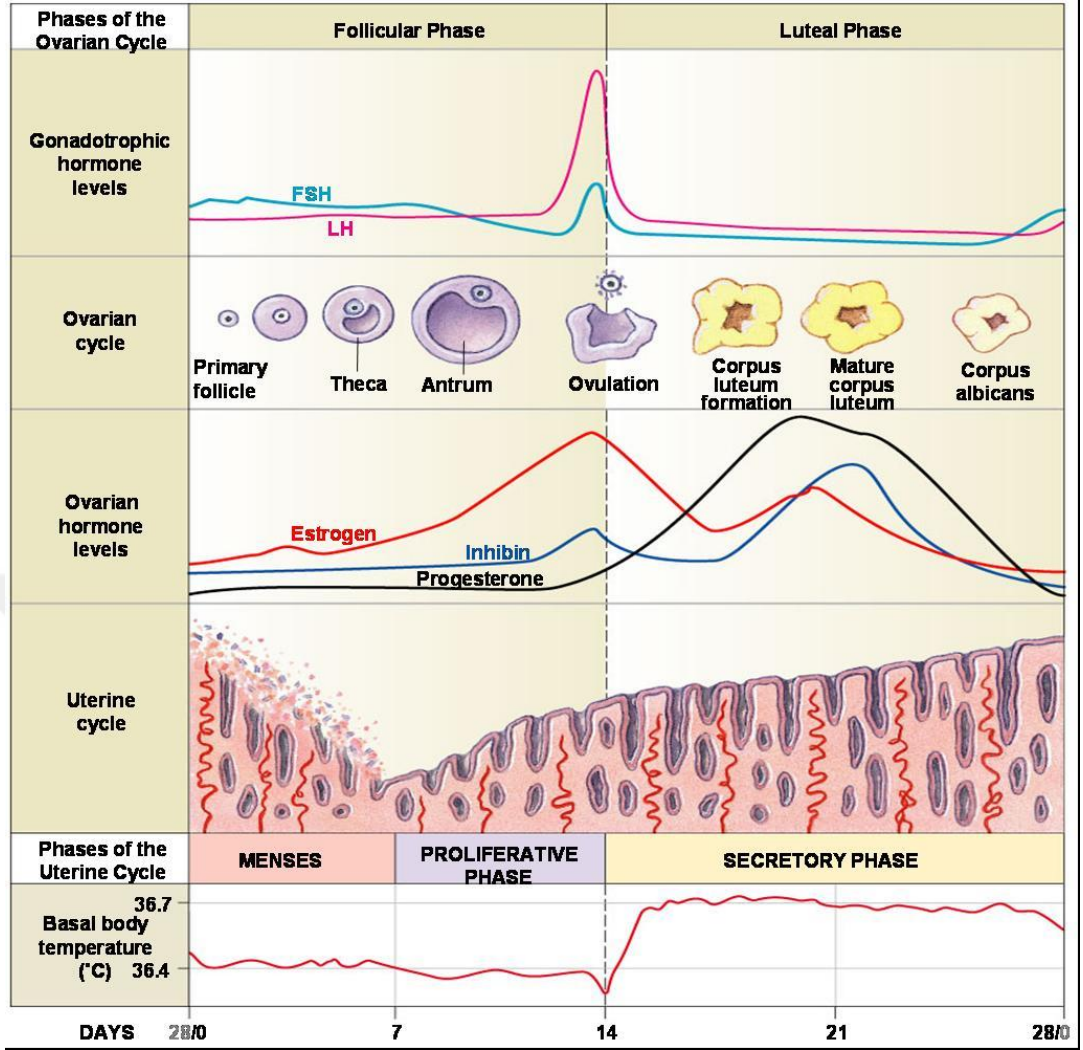 Phases of the
Ovarian Cycle
Follicular Phase
Luteal Phase
Gonadotrophic
hormone
levels
FSH
LH
Ovarian
cycle
Primary
follicle
Theca
Antrum
Ovulation
Corpus
luteum
formation
Mature
corpus
luteum
Corpus
albicans
Ovarian
hormone
levels
Estrogen
Inhibin
Progesterone
Uterine
cycle
Phases of the
Uterine Cycle
MENSES
PROLIFERATIVE
PHASE
SECRETORY PHASE
36.7
Basal body
temperature
(˚C) 36.4
DAYS 28/0 7 14 21 28/0